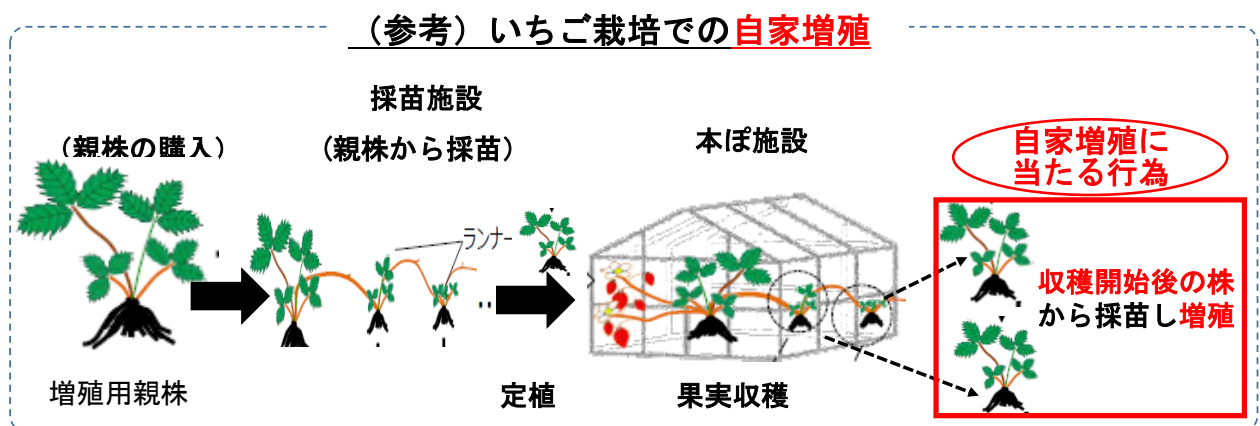 （参考）いちご栽培での自家増殖
採苗施設
（親株の購入）
（親株から採苗）
本ぽ施設
自家増殖に
当たる行為
ランナー
収穫開始後の株
から採苗し増殖
増殖用親株
定植
果実収穫